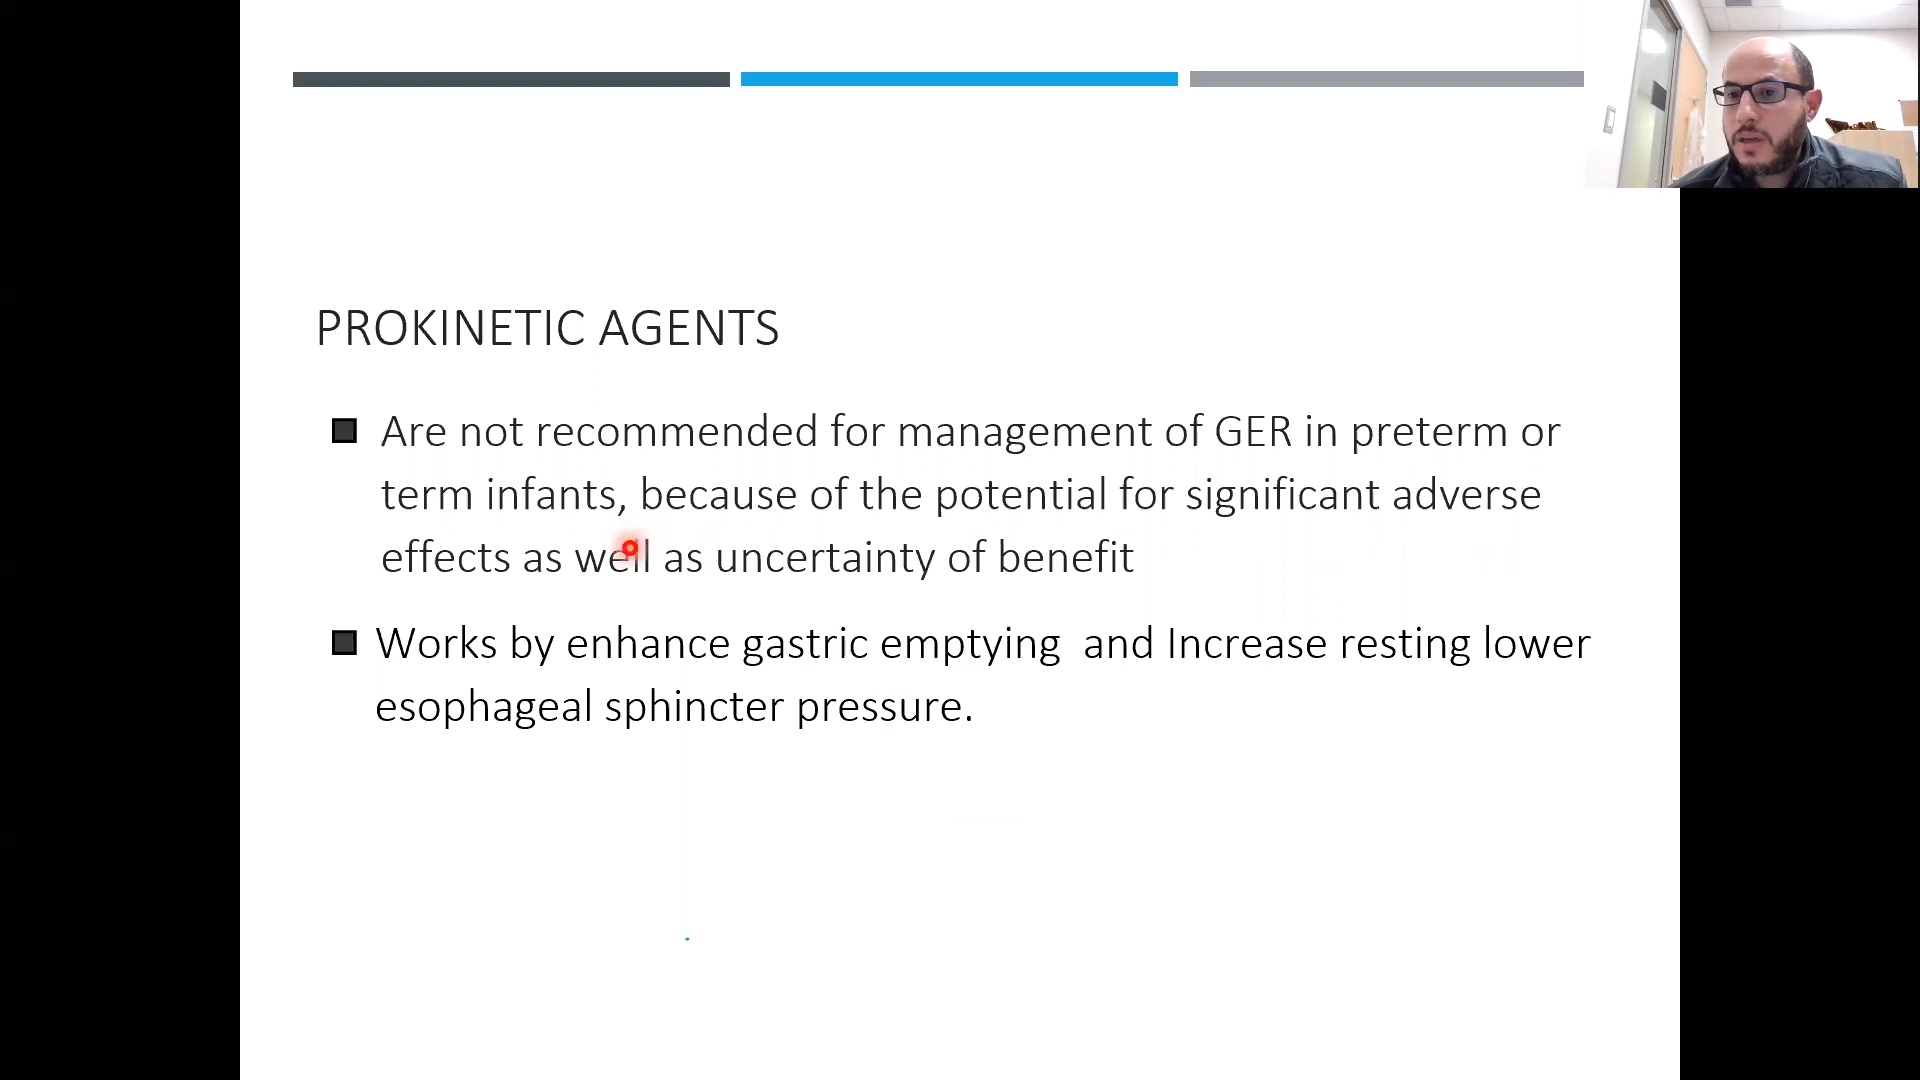 PROKINETIC AGENTS
Are not recommended for management of GER in preterm or
term infants, because of the potential for significant adverse
effects as well as uncertainty of benefit
Works by enhance gastric emptying  and Increase resting lower
esophageal sphincter pressure.